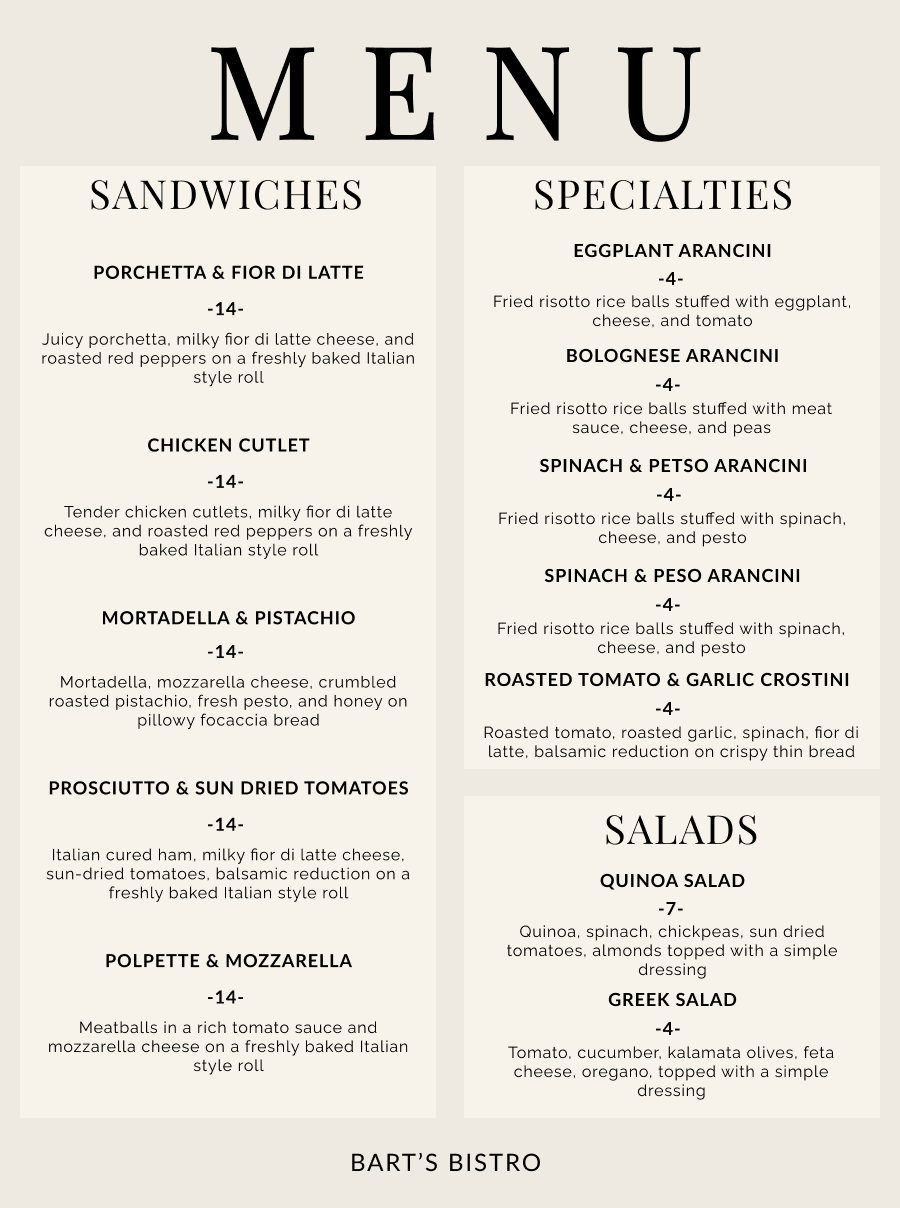 MENU
SANDWICHES
PORCHETTA & FIOR DI LATTE
-14-
Juicy porchetta, milky fior di latte cheese, and
roasted red peppers on a freshly baked Italian
style roll
CHICKEN CUTLET
-14-
Tender chicken cutlets, milky fior di latte
cheese, and roasted red peppers on a freshly
baked Italian style roll
MORTADELLA & PISTACHIO
-14-
Mortadella, mozzarella cheese, crumbled
roasted pistachio, fresh pesto, and honey on
pillowy focaccia bread
PROSCIUTTO & SUN DRIED TOMATOES
-14-
Italian cured ham, milky fior di latte cheese,
sun-dried tomatoes, balsamic reduction on a
freshly baked Italian style roll
POLPETTE & MOZZARELLA
-14-
Meatballs in a rich tomato sauce and
mozzarella cheese on a freshly baked Italian
style roll
SPECIALTIES
EGGPLANT ARANCINI
-4-
Fried risotto rice balls stuffed with eggplant,
cheese, and tomato
BOLOGNESE ARANCINI
-4-
Fried risotto rice balls stuffed with meat
sauce, cheese, and peas
SPINACH & PETSO ARANCINI
-4-
Fried risotto rice balls stuffed with spinach,
cheese, and pesto
SPINACH & PESO ARANCINI
-4-
Fried risotto rice balls stuffed with spinach,
cheese, and pesto
ROASTED TOMATO & GARLIC CROSTINI
-4-
Roasted tomato, roasted garlic, spinach, fior di
latte, balsamic reduction on crispy thin bread
SALADS
QUINOA SALAD
-7-
Quinoa, spinach, chickpeas, sun dried
tomatoes, almonds topped with a simple
dressing
GREEK SALAD
-4-
Tomato, cucumber, kalamata olives, feta
cheese, oregano, topped with a simple
dressing
BART'S BISTRO